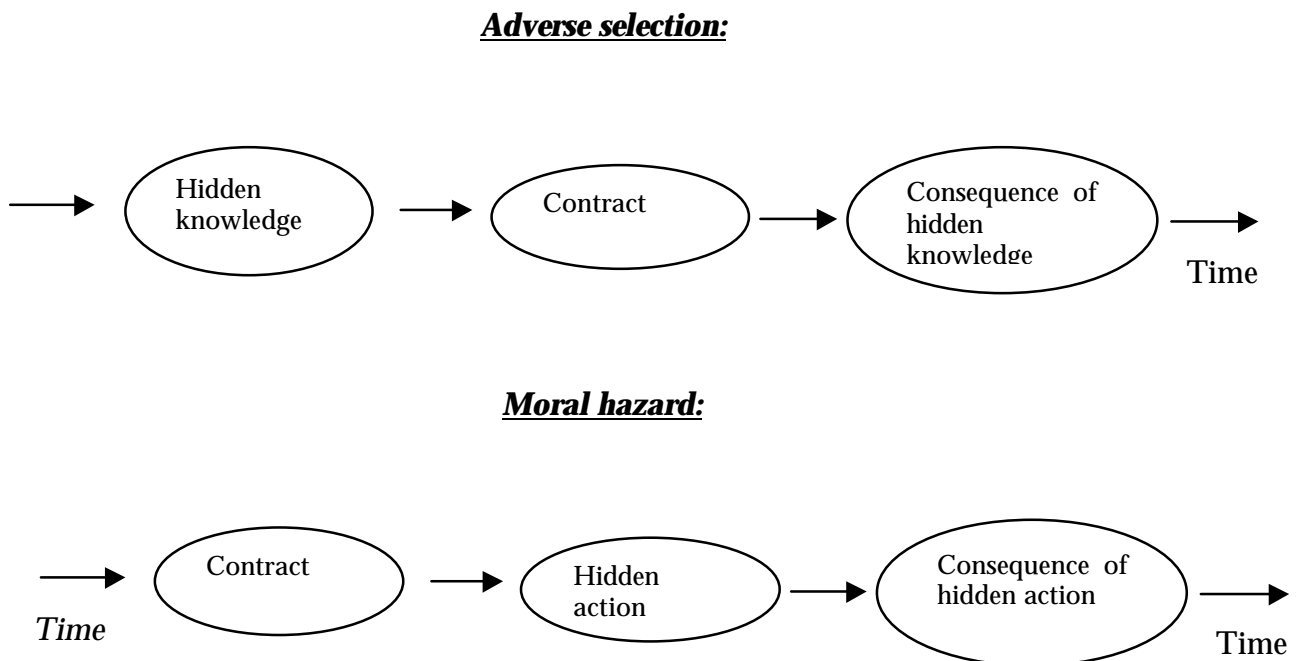 Adverse selection:
Hidden
knowledge
Contract
Consequence of
hidden
knowledge
Time
Moral hazard:
Contract
Hidden
action
Consequence of
hidden action
Time
Time